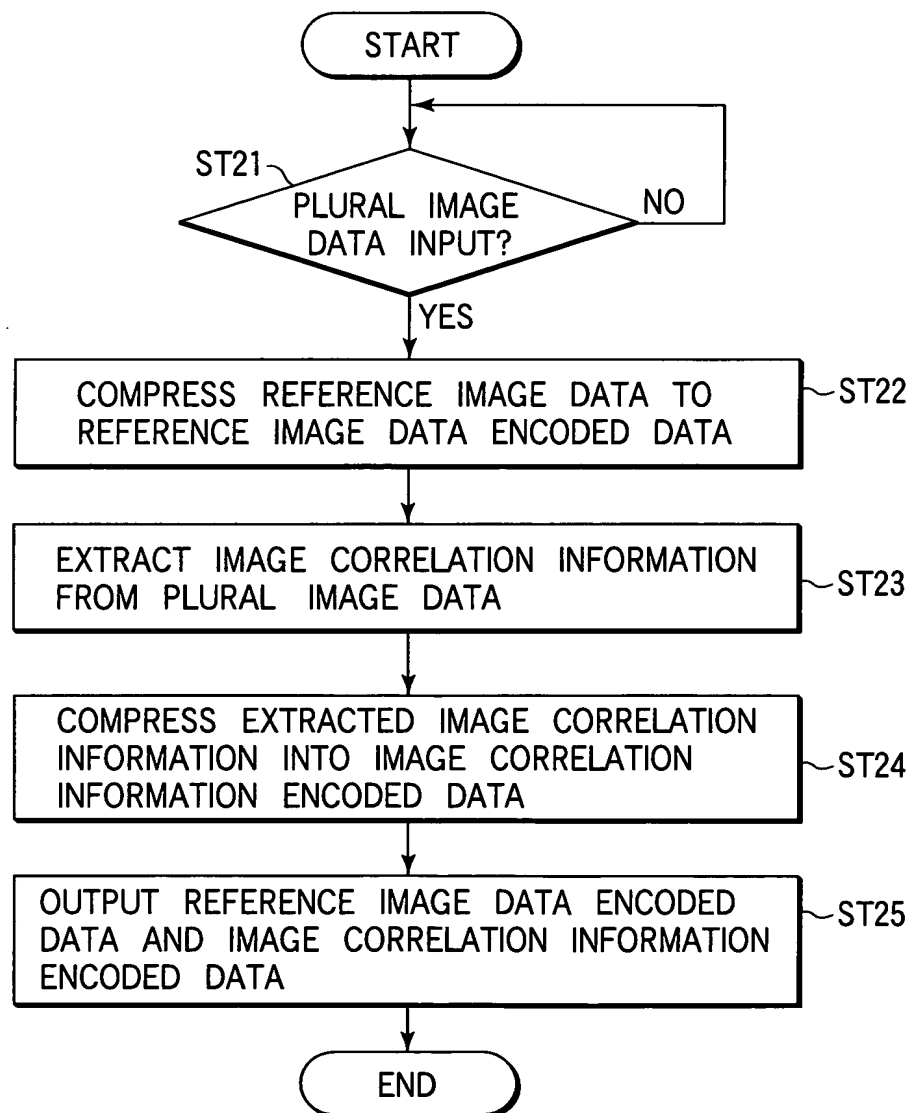 START
ST21
PLURAL IMAGE
DATA INPUT?
NO
YES
COMPRESS REFERENCE IMAGE DATA TO
REFERENCE IMAGE DATA ENCODED DATA
ST22
EXTRACT IMAGE CORRELATION INFORMATION
FROM PLURAL IMAGE DATA
ST23
COMPRESS EXTRACTED IMAGE CORRELATION
INFORMATION INTO IMAGE CORRELATION
INFORMATION ENCODED DATA
ST24
OUTPUT REFERENCE IMAGE DATA ENCODED
DATA AND IMAGE CORRELATION INFORMATION
ENCODED DATA
ST25
END